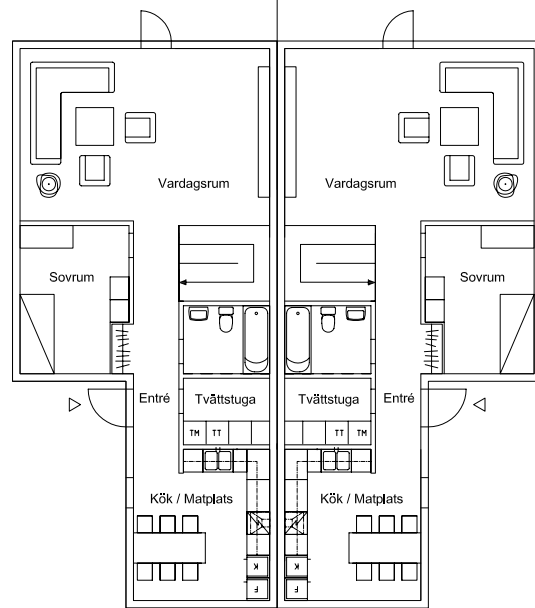 Vardagsrum Vardagsrum
Sovrum Sovrum
Entré Tvättstuga Tvättstuga Entré
TM TT TT TM
Kök / Matplats Kök / Matplats
K K
F F